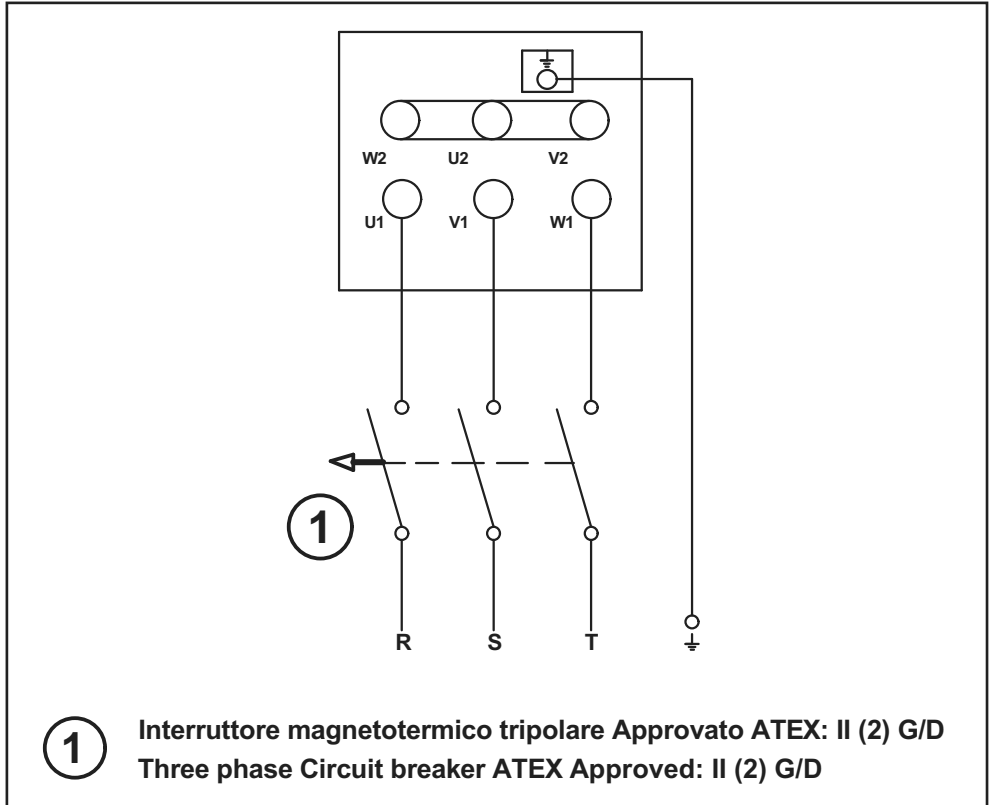 W2 U2 V2
U1 V1 W1
1
R S T
1
Interruttore magnetotermico tripolare Approvato ATEX: II (2) G/D
Three phase Circuit breaker ATEX Approved: II (2) G/D